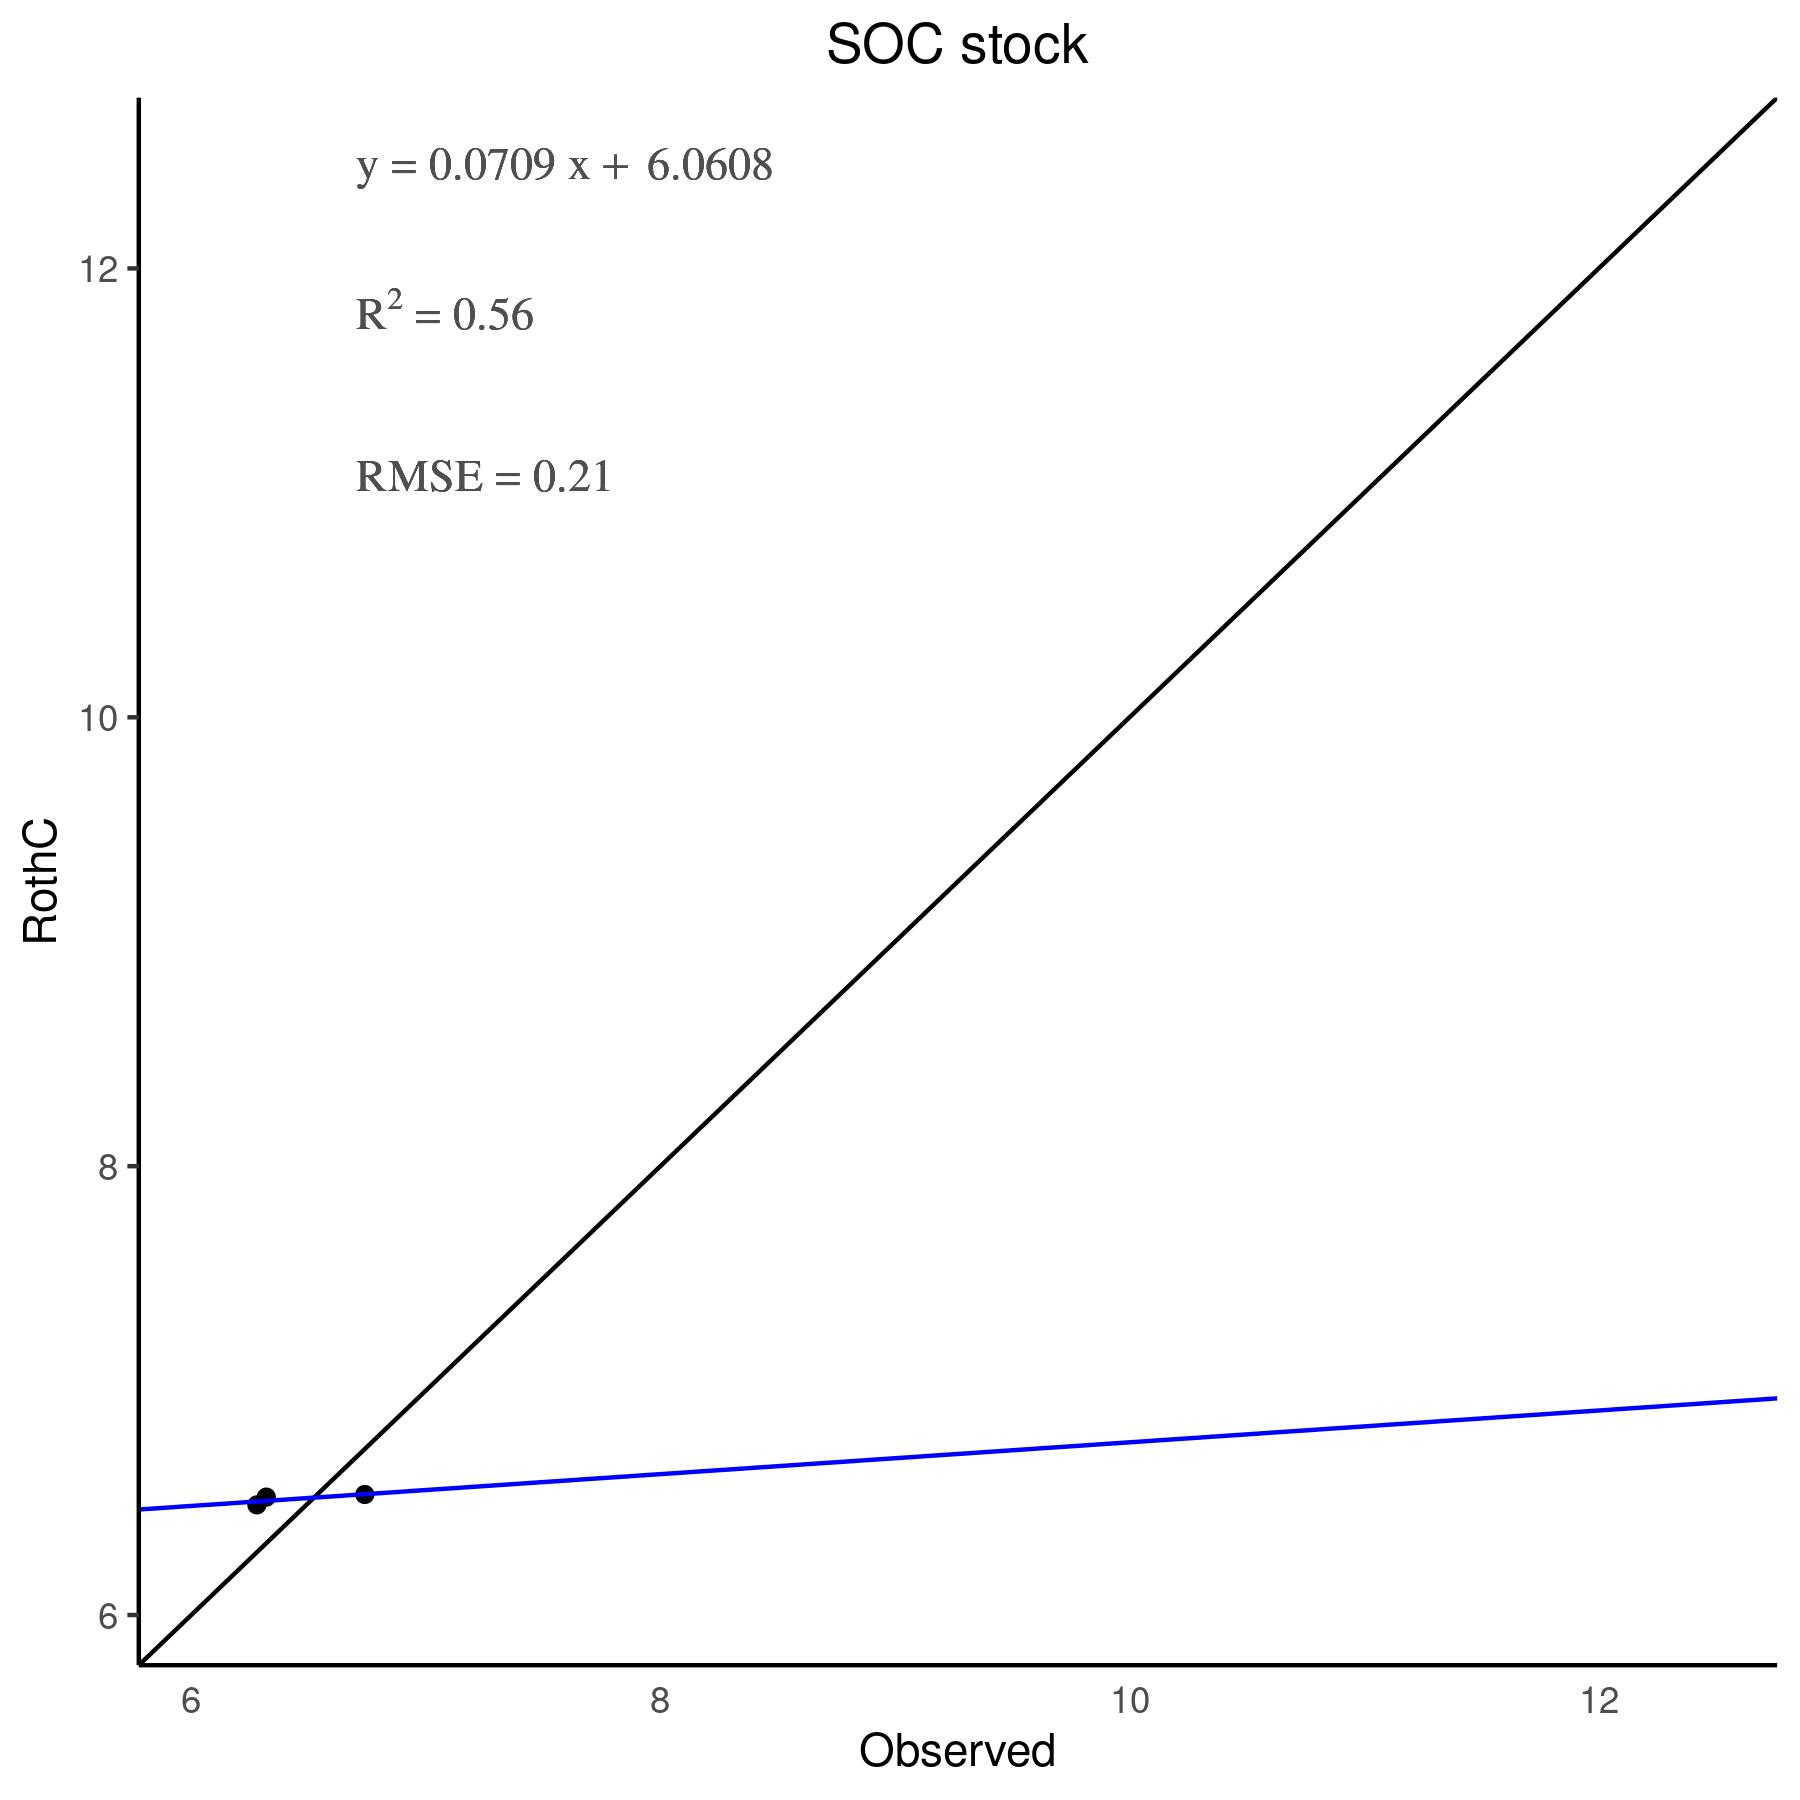 SOC stock
y = 0.0709 x + 6.0608
R² = 0.56
RMSE = 0.21
12
10
8
6
RothC
6 8 10 12
Observed